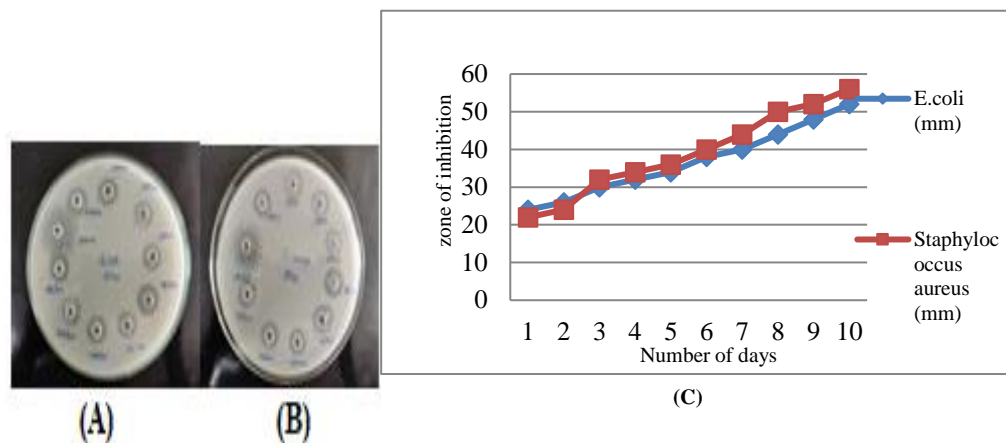 60
50
40
30
20
10
0
zone of inhibition
1 2 3 4 5 6 7 8 9 10
Number of days
E.coli
(mm)
Staphyloc
occus
aureus
(mm)
(A)
(B)
(C)